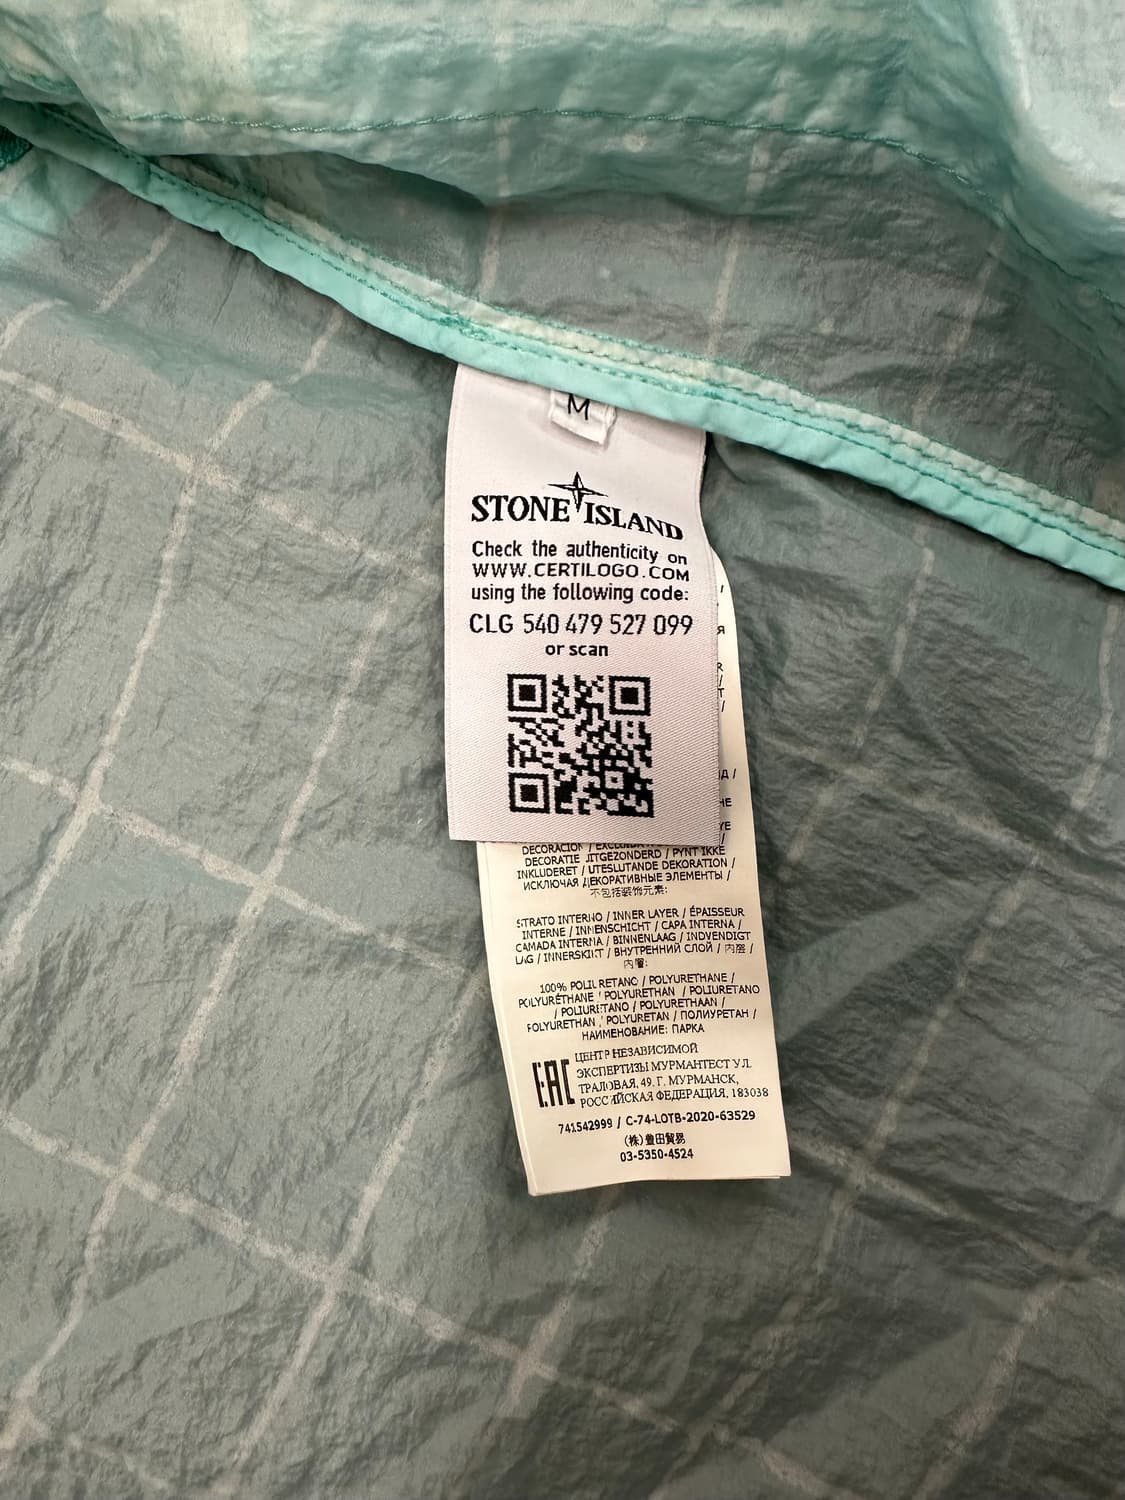 M
STONE ISLAND
Check the authenticity on
WWW.CERTILOGO.COM
using the following code:
CLG 540 479 527 099
or scan
DECORATIE UITGEZONDERD / PYNT IKKE
INKLUDERET / UTESLUTANDE DEKORATION /
ИСКЛЮЧАЯ ДЕКОРАТИВНЫЕ ЭЛЕМЕНТЫ /
不包括装饰元素:
STRATO INTERNO / INNER LAYER / ÉPAISSEUR
INTERNE / INNENSCHICHT / CAPA INTERNA /
CAMADA INTERNA / BINNENLAAG / INDVENDIGT
LAG / INNERSKIKT / ВНУТРЕННИЙ СЛОЙ / 内层 /
内層:
100% POLIURETANO / POLYURETHANE /
POLYURÉTHANE / POLYURETHAN / POLIURETANO
/ POLIURETANO / POLYURETHAAN /
POLYURETHAN / POLYURETAN / ПОЛИУРЕТАН /
НАИМЕНОВАНИЕ: ПАРКА
EAC
ЦЕНТР НЕЗАВИСИМОЙ
ЭКСПЕРТИЗЫ МУРМАНТЕСТ УЛ.
ТРАЛОВАЯ, 49, Г. МУРМАНСК,
РОССИЙСКАЯ ФЕДЕРАЦИЯ, 183038
741542999 / C-74-LOTB-2020-63529
(株)豊田貿易
03-5350-4524